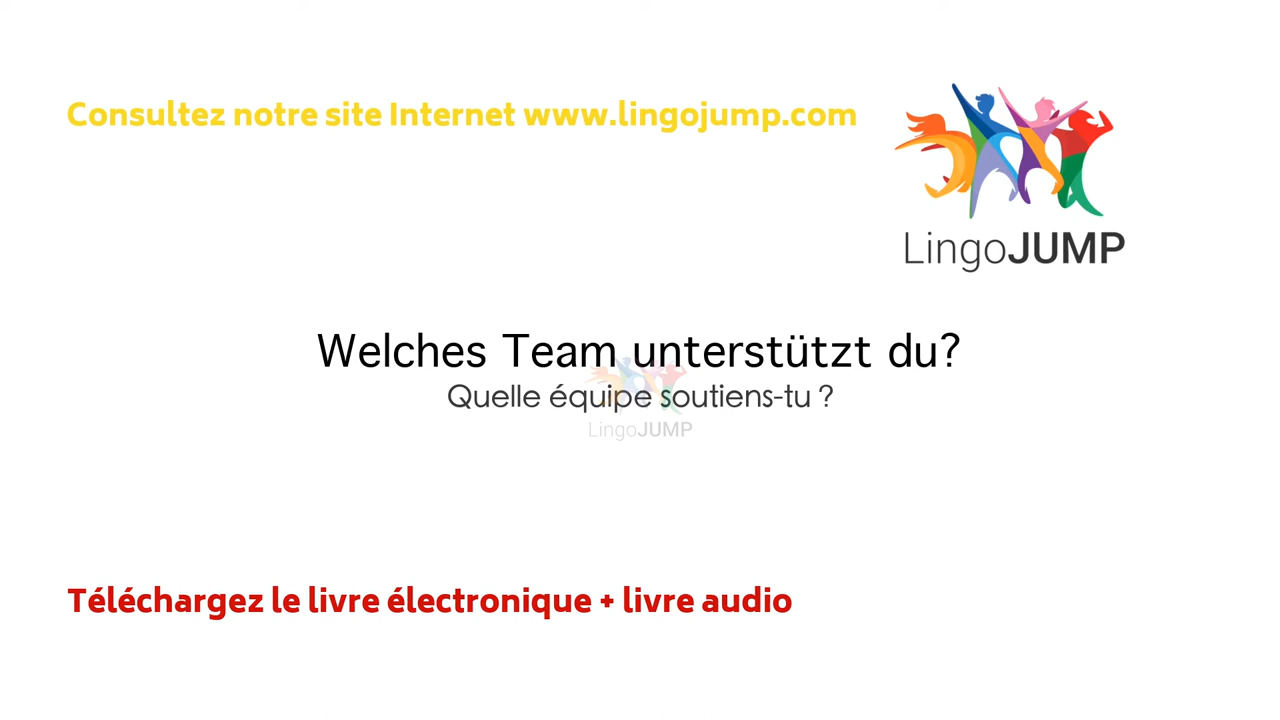 Consultez notre site Internet www.lingojump.com
LingoJUMP
Welches Team unterstützt du?
Quelle équipe soutiens-tu ?
LingoJUMP
Téléchargez le livre électronique + livre audio